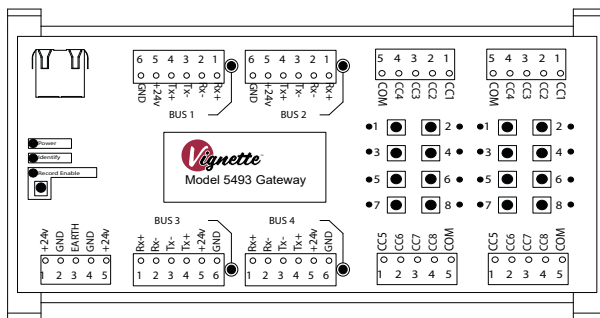 6 5 4 3 2 1
GND +24v Tx+ Tx- Rx- Rx+
BUS 1
6 5 4 3 2 1
GND +24v Tx+ Tx- Rx- Rx+
BUS 2
5 4 3 2 1
COM CC4 CC3 CC2 CC1
5 4 3 2 1
COM CC4 CC3 CC2 CC1
Power
Identify
Record Enable
Vignette
Model 5493 Gateway
1 2
3 4
5 6
7 8
1 2
3 4
5 6
7 8
+24v GND EARTH GND +24v
1 2 3 4 5
BUS 3
Rx+ Rx- Tx- Tx+ +24v GND
1 2 3 4 5 6
BUS 4
Rx+ Rx- Tx- Tx+ +24v GND
1 2 3 4 5 6
CC5 CC6 CC7 CC8 COM
1 2 3 4 5
CC5 CC6 CC7 CC8 COM
1 2 3 4 5